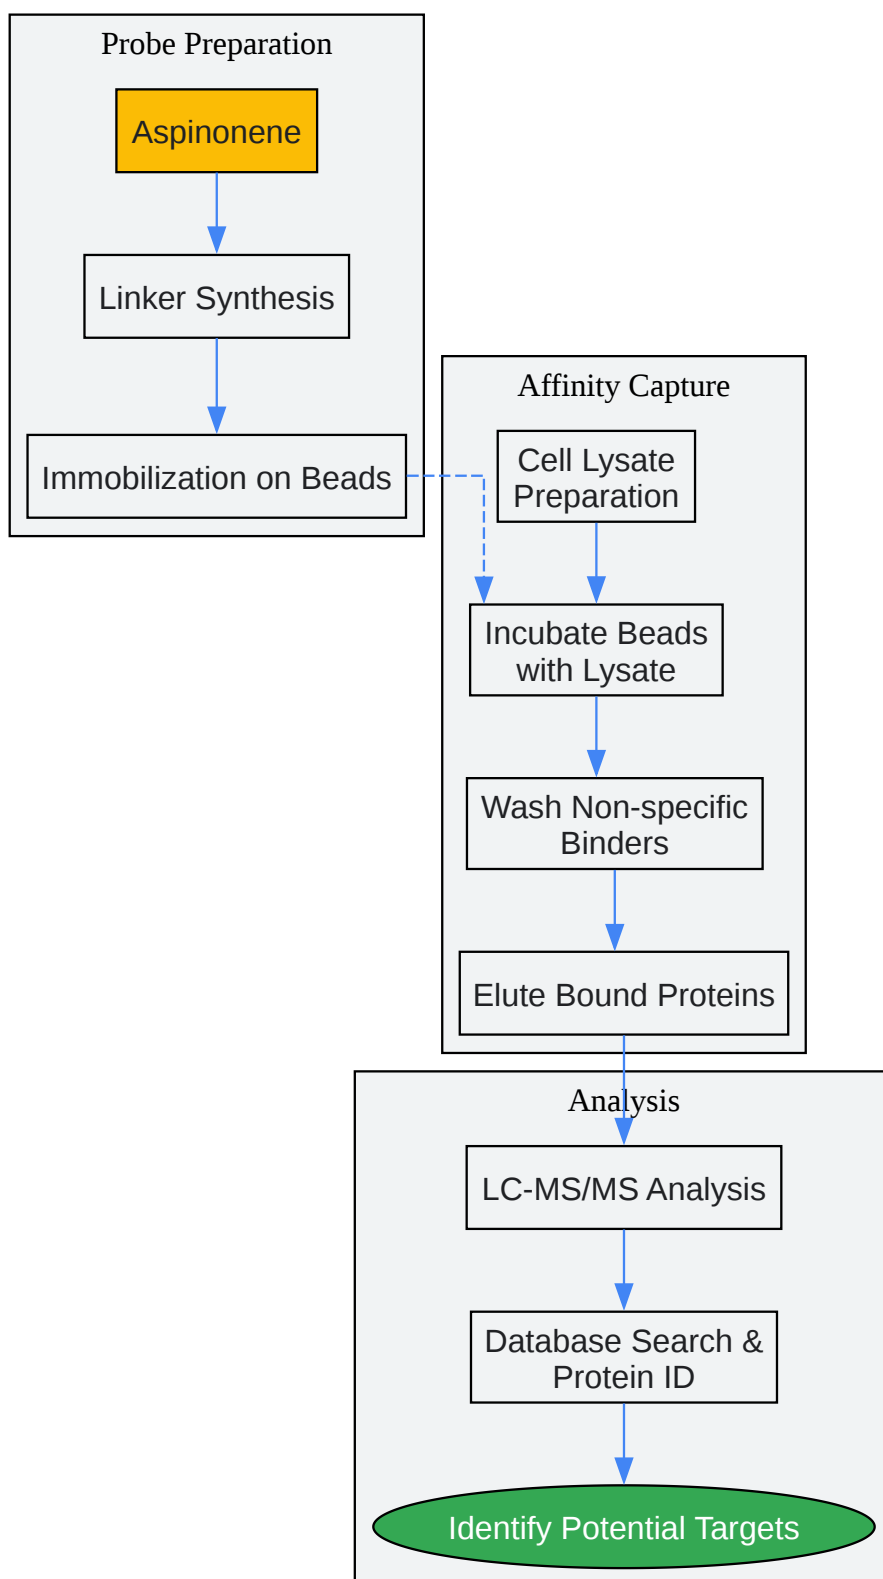 Probe Preparation
Aspinonene
Linker Synthesis
Immobilization on Beads
Affinity Capture
Cell Lysate
Preparation
Incubate Beads
with Lysate
Wash Non-specific
Binders
Elute Bound Proteins
Analysis
LC-MS/MS Analysis
Database Search &
Protein ID
Identify Potential Targets